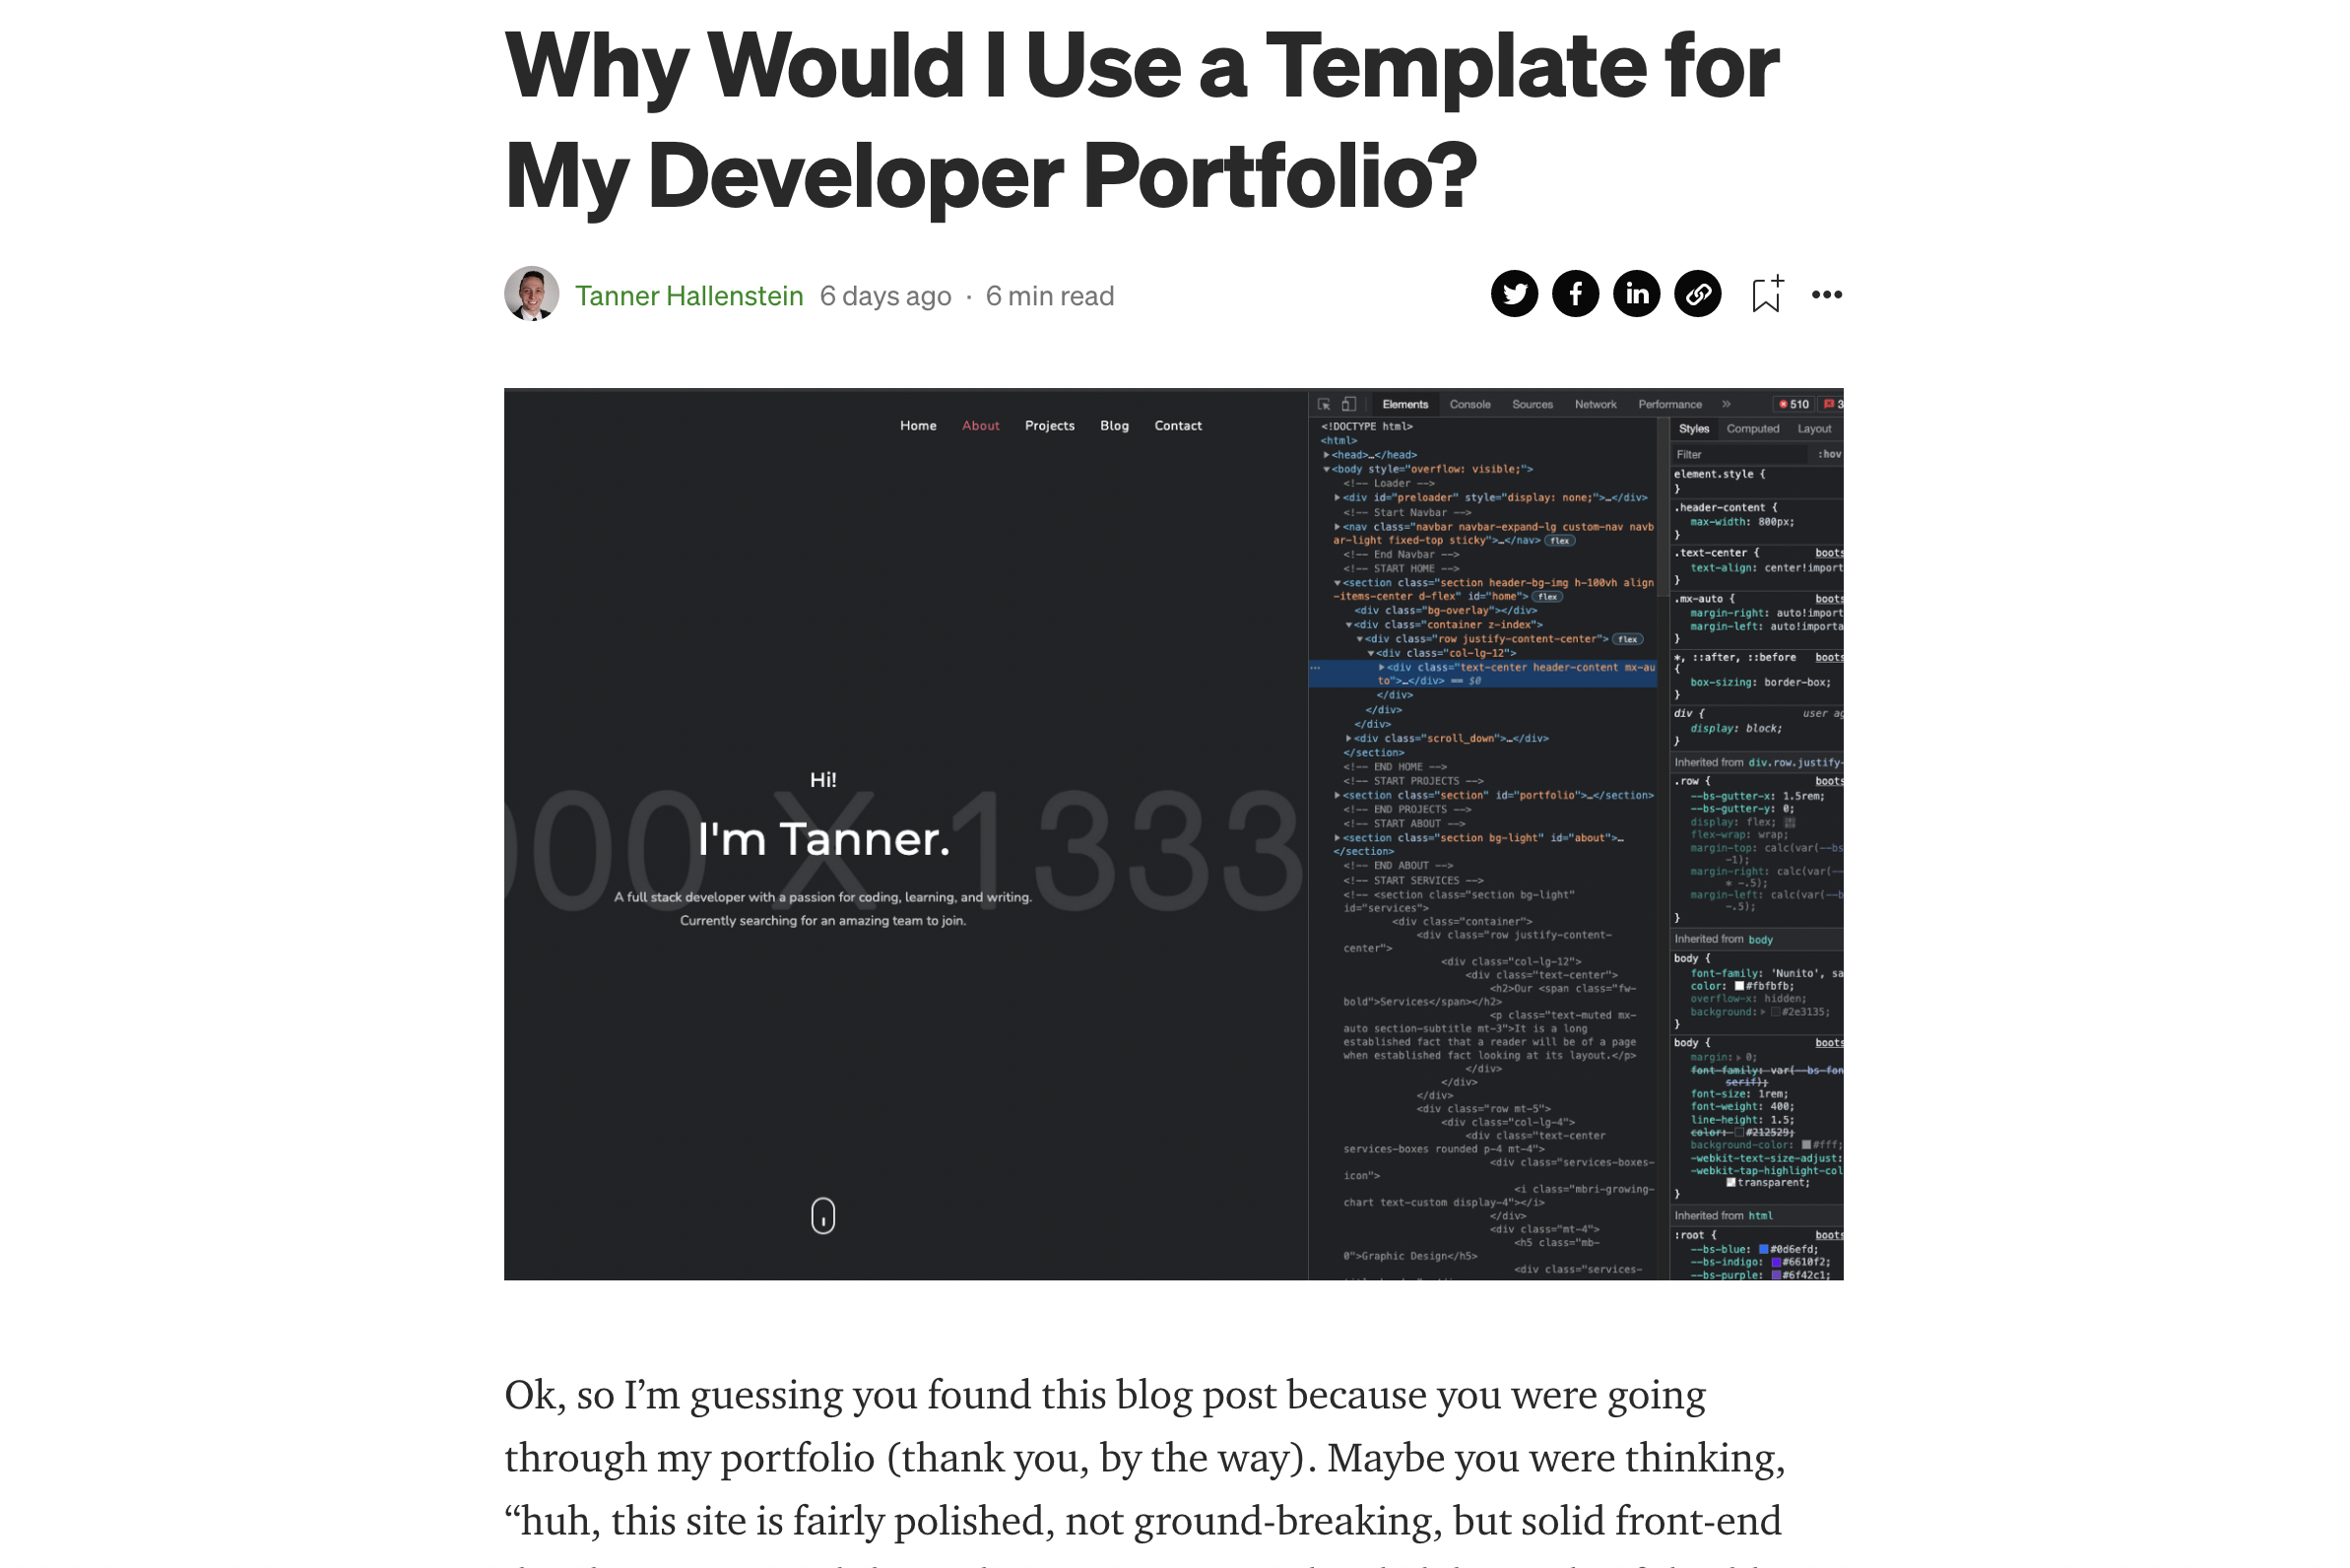 Why Would I Use a Template for
My Developer Portfolio?
Tanner Hallenstein 6 days ago · 6 min read
Home About Projects Blog Contact
00 X 1333
Hi!
I'm Tanner.
A full stack developer with a passion for coding, learning, and writing.
Currently searching for an amazing team to join.
Elements Console Sources Network Performance » 510 3
<!DOCTYPE html>
<html>
<head>…</head>
<body style="overflow: visible;">
<!-- Loader -->
<div id="preloader" style="display: none;">…</div>
<!-- Start Navbar -->
<nav class="navbar navbar-expand-lg custom-nav navb
ar-light fixed-top sticky">…</nav> flex
<!-- End Navbar -->
<!-- START HOME -->
<section class="section header-bg-img h-100vh align
-items-center d-flex" id="home"> flex
<div class="bg-overlay"></div>
<div class="container z-index">
<div class="row justify-content-center"> flex
<div class="col-lg-12">
<div class="text-center header-content mx-au
to">…</div> == $0
</div>
</div>
</div>
<div class="scroll_down">…</div>
</section>
<!-- END HOME -->
<!-- START PROJECTS -->
<section class="section" id="portfolio">…</section>
<!-- END PROJECTS -->
<!-- START ABOUT -->
<section class="section bg-light" id="about">…
</section>
<!-- END ABOUT -->
<!-- START SERVICES -->
<!-- <section class="section bg-light"
id="services">
<div class="container">
<div class="row justify-content-
center">
<div class="col-lg-12">
<div class="text-center">
<h2>Our <span class="fw-
bold">Services</span></h2>
<p class="text-muted mx-
auto section-subtitle mt-3">It is a long
established fact that a reader will be of a page
when established fact looking at its layout.</p>
</div>
</div>
</div>
<div class="row mt-5">
<div class="col-lg-4">
<div class="text-center
services-boxes rounded p-4 mt-4">
<div class="services-boxes-
icon">
<i class="mbri-growing-
chart text-custom display-4"></i>
</div>
<div class="mt-4">
<h5 class="mb-
0">Graphic Design</h5>
<div class="services-
Styles Computed Layout
Filter :hov
element.style {
}
.header-content {
max-width: 800px;
}
.text-center { boots
text-align: center!import
}
.mx-auto { boots
margin-right: auto!import
margin-left: auto!importa
}
*, ::after, ::before boots
{
box-sizing: border-box;
}
div { user ag
display: block;
}
Inherited from div.row.justify-
.row { boots
--bs-gutter-x: 1.5rem;
--bs-gutter-y: 0;
display: flex;
flex-wrap: wrap;
margin-top: calc(var(--bs
-1);
margin-right: calc(var(--
* -.5);
margin-left: calc(var(--b
-.5);
}
Inherited from body
body {
font-family: 'Nunito', sa
color: #fbfbfb;
overflow-x: hidden;
background: #2e3135;
}
body { boots
margin: 0;
font-family: var(--bs-fon
serif);
font-size: 1rem;
font-weight: 400;
line-height: 1.5;
color: #212529;
background-color: #fff;
-webkit-text-size-adjust:
-webkit-tap-highlight-col
transparent;
}
Inherited from html
:root { boots
--bs-blue: #0d6efd;
--bs-indigo: #6610f2;
--bs-purple: #6f42c1;
Ok, so I’m guessing you found this blog post because you were going
through my portfolio (thank you, by the way). Maybe you were thinking,
“huh, this site is fairly polished, not ground-breaking, but solid front-end